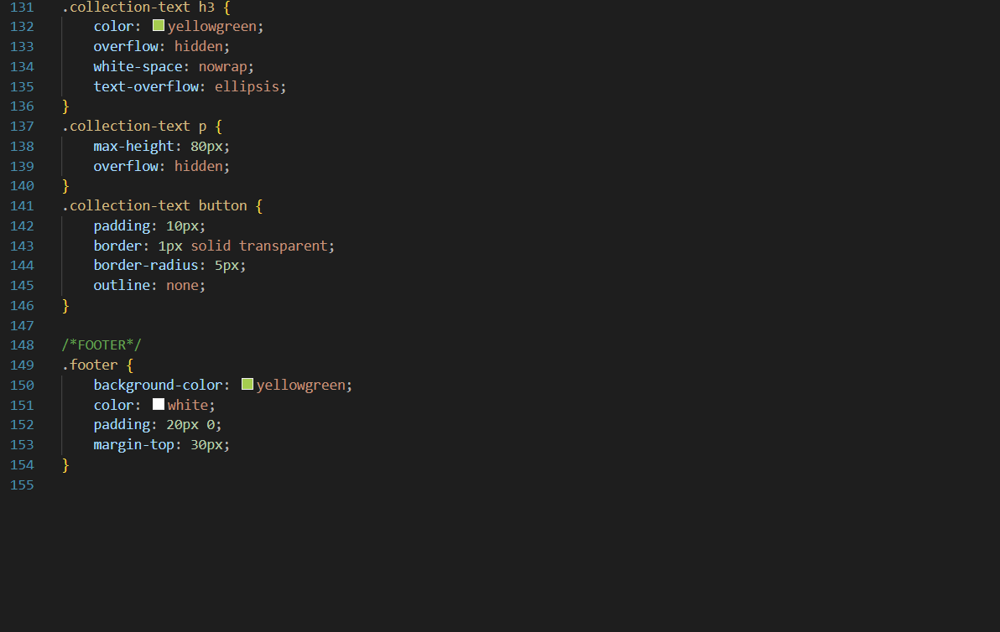 131 .collection-text h3 {
132     color: yellowgreen;
133     overflow: hidden;
134     white-space: nowrap;
135     text-overflow: ellipsis;
136 }
137 .collection-text p {
138     max-height: 80px;
139     overflow: hidden;
140 }
141 .collection-text button {
142     padding: 10px;
143     border: 1px solid transparent;
144     border-radius: 5px;
145     outline: none;
146 }
147
148 /*FOOTER*/
149 .footer {
150     background-color: yellowgreen;
151     color: white;
152     padding: 20px 0;
153     margin-top: 30px;
154 }
155